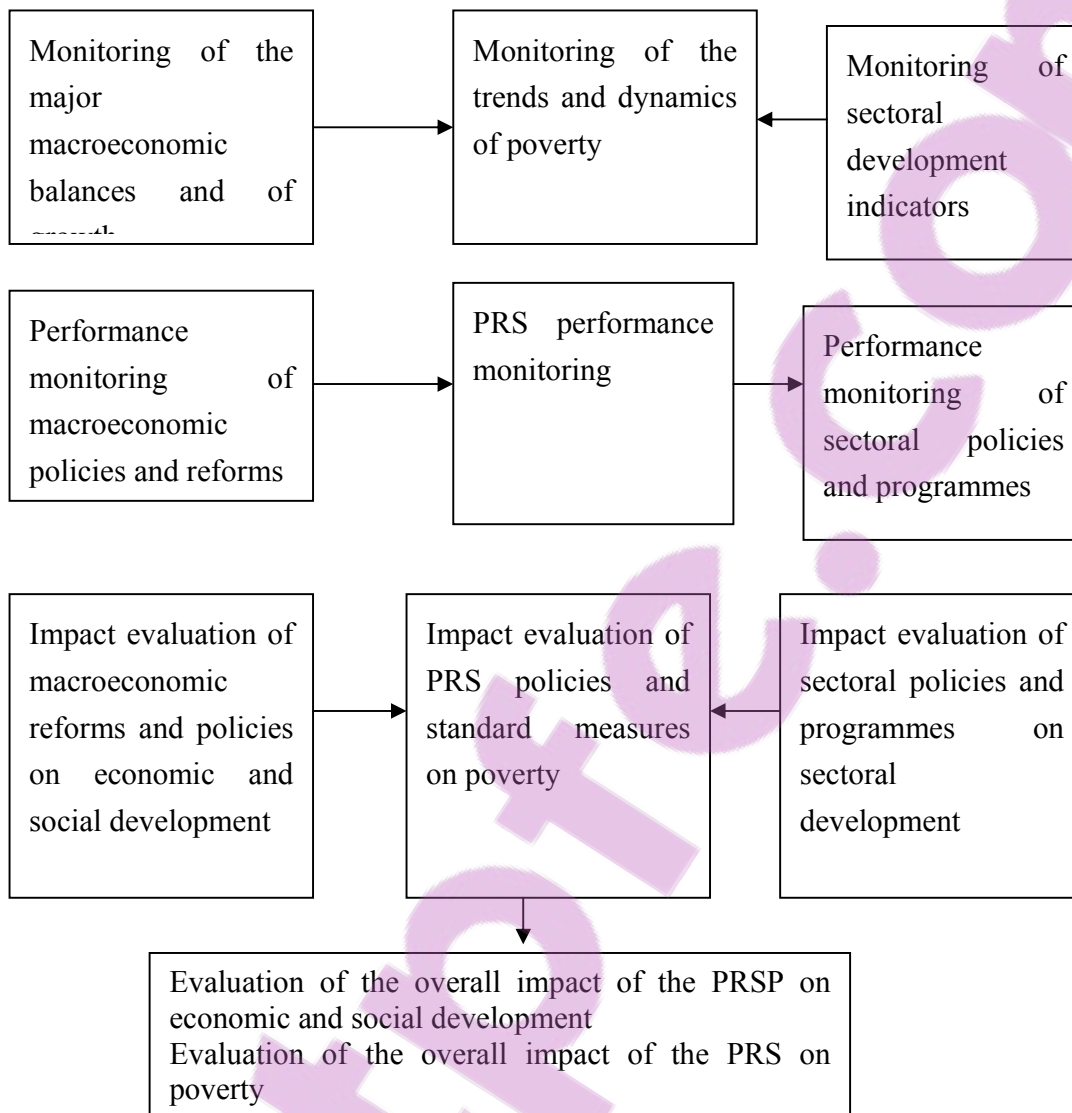 Monitoring of the
major
macroeconomic
balances and of
Monitoring of the
trends and dynamics
of poverty
Monitoring of
sectoral
development
indicators
Performance
monitoring of
macroeconomic
policies and reforms
PRS performance
monitoring
Performance
monitoring of
sectoral policies
and programmes
Impact evaluation of
macroeconomic
reforms and policies
on economic and
social development
Impact evaluation of
PRS policies and
standard measures
on poverty
Impact evaluation of
sectoral policies and
programmes on
sectoral
development
Evaluation of the overall impact of the PRSP on
economic and social development
Evaluation of the overall impact of the PRS on
poverty